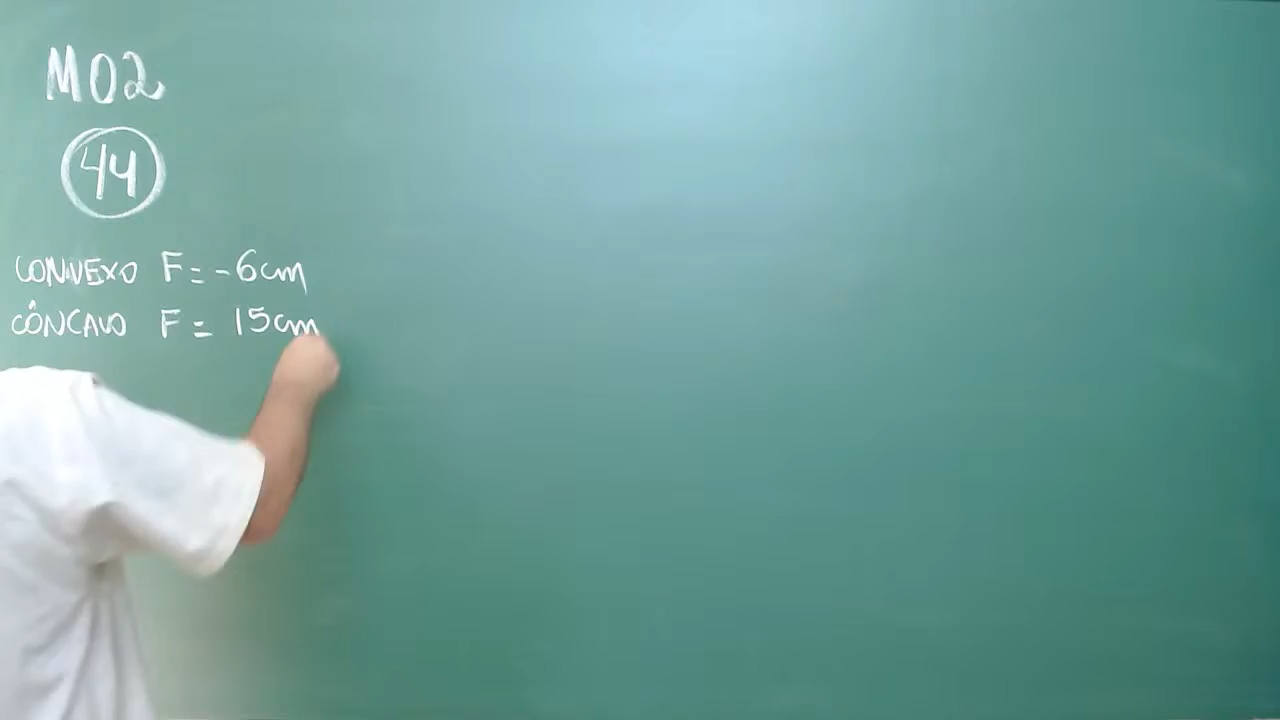 M02
44
CONVEXO F = -6cm
CÔNCAVO F = 15cm